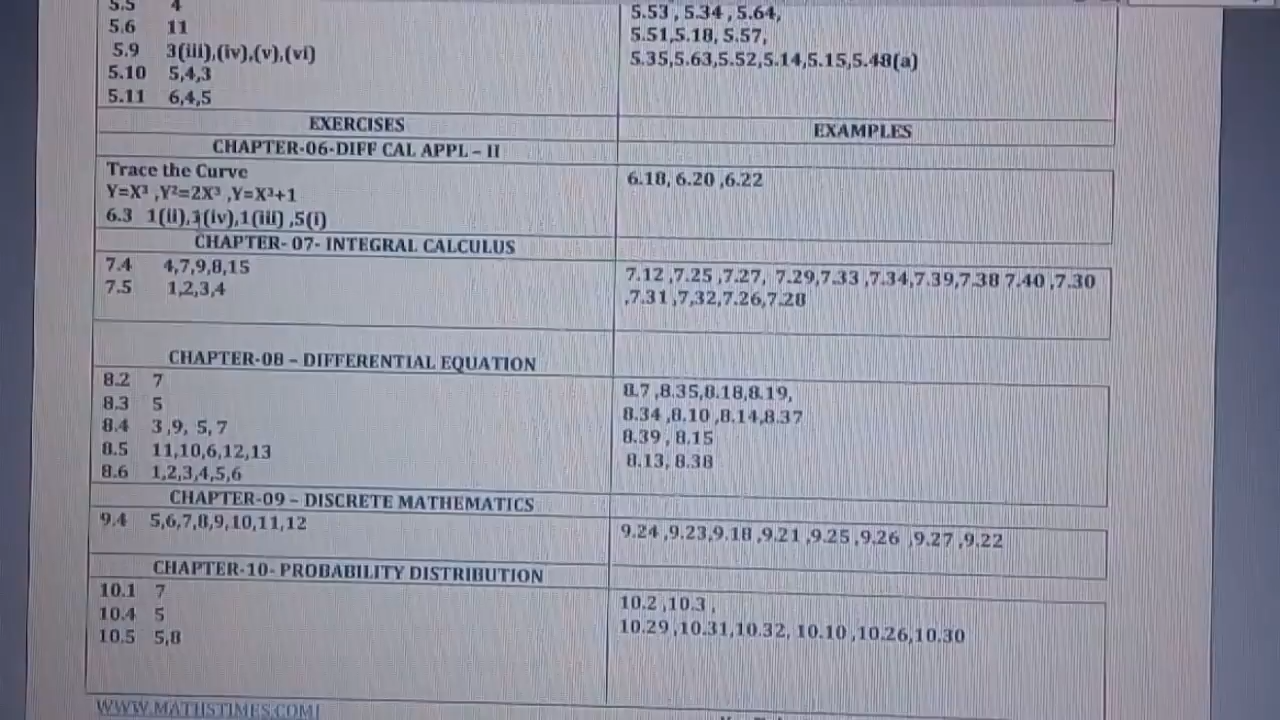 5.5 4
5.6 11
5.9 3(iii),(iv),(v),(vi)
5.10 5,4,3
5.11 6,4,5
5.53 , 5.34 , 5.64,
5.51,5.18, 5.57,
5.35,5.63,5.52,5.14,5.15,5.48(a)
EXERCISES
EXAMPLES
CHAPTER-06-DIFF CAL APPL – II
Trace the Curve
Y=X³ ,Y²=2X³ ,Y=X³+1
6.3 1(ii),1(iv),1(iii) ,5(i)
6.18, 6.20 ,6.22
CHAPTER- 07- INTEGRAL CALCULUS
7.4 4,7,9,8,15
7.5 1,2,3,4
7.12 ,7.25 ,7.27, 7.29,7.33 ,7.34,7.39,7.38 7.40 ,7.30
,7.31 ,7,32,7.26,7.28
CHAPTER-08 – DIFFERENTIAL EQUATION
8.2 7
8.3 5
8.4 3 ,9, 5, 7
8.5 11,10,6,12,13
8.6 1,2,3,4,5,6
8.7 ,8.35,8.18,8.19,
8.34 ,8.10 ,8.14,8.37
8.39 , 8.15
8.13, 8.38
CHAPTER-09 – DISCRETE MATHEMATICS
9.4 5,6,7,8,9,10,11,12
9.24 ,9.23,9.18 ,9.21 ,9.25 ,9.26 ,9.27 ,9.22
CHAPTER-10- PROBABILITY DISTRIBUTION
10.1 7
10.4 5
10.5 5,8
10.2 ,10.3 ,
10.29 ,10.31,10.32, 10.10 ,10.26,10.30
WWW.MATHSTIMES.COM|